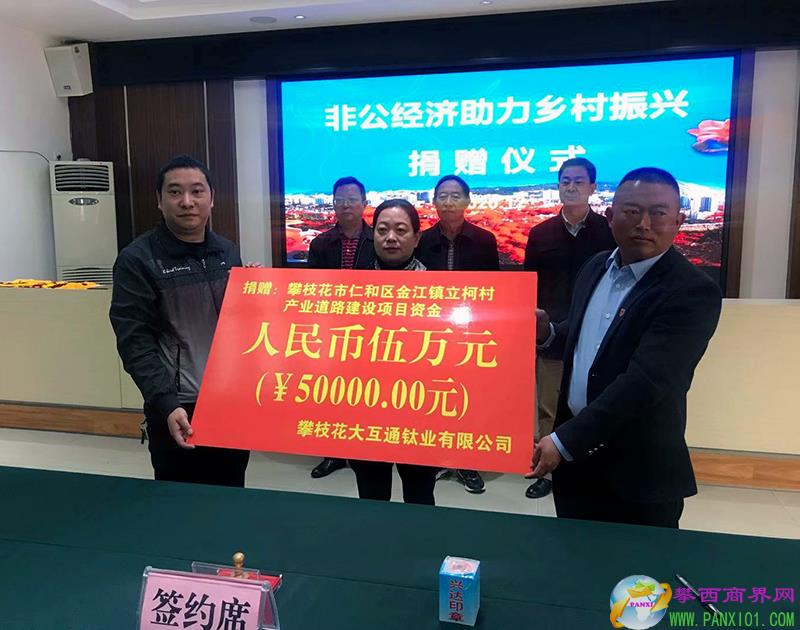 非公经济助力乡村振兴
捐赠仪式
捐赠：攀枝花市仁和区金江镇立柯村
产业道路建设项目资金
人民币伍万元
(￥50000.00元)
攀枝花大互通钛业有限公司
签约席
兴达印章
PANXI
攀西商界网
WWW.PANXI01.COM